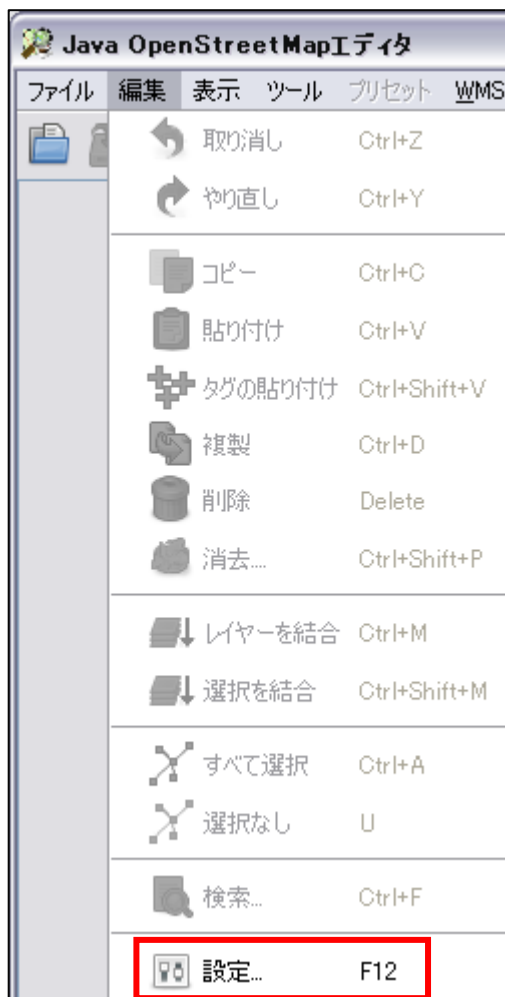 Java OpenStreetMapエディタ
ファイル 編集 表示 ツール プリセット WMS
取り消し Ctrl+Z
やり直し Ctrl+Y
コピー Ctrl+C
貼り付け Ctrl+V
タグの貼り付け Ctrl+Shift+V
複製 Ctrl+D
削除 Delete
消去... Ctrl+Shift+P
レイヤーを結合 Ctrl+M
選択を結合 Ctrl+Shift+M
すべて選択 Ctrl+A
選択なし U
検索... Ctrl+F
設定... F12